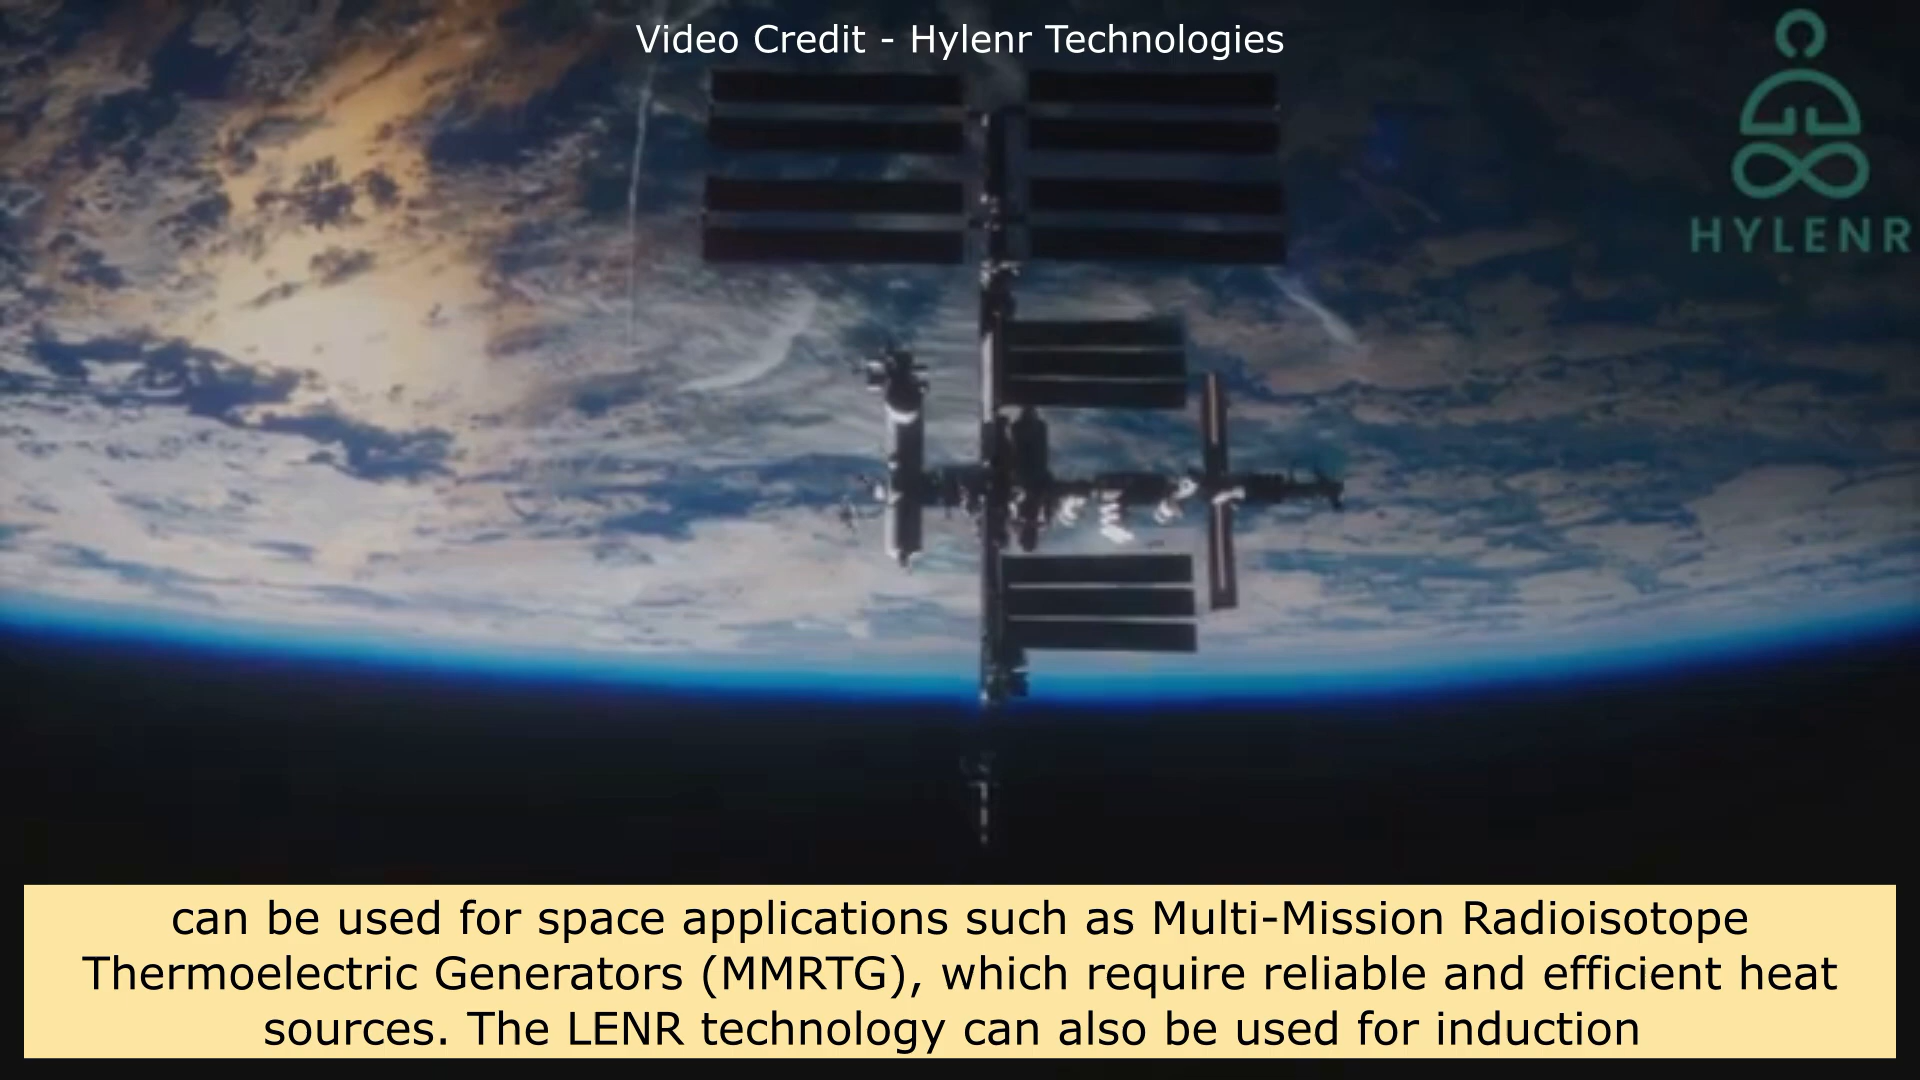 Video Credit - Hylenr Technologies
HYLENR
can be used for space applications such as Multi-Mission Radioisotope
Thermoelectric Generators (MMRTG), which require reliable and efficient heat
sources. The LENR technology can also be used for induction